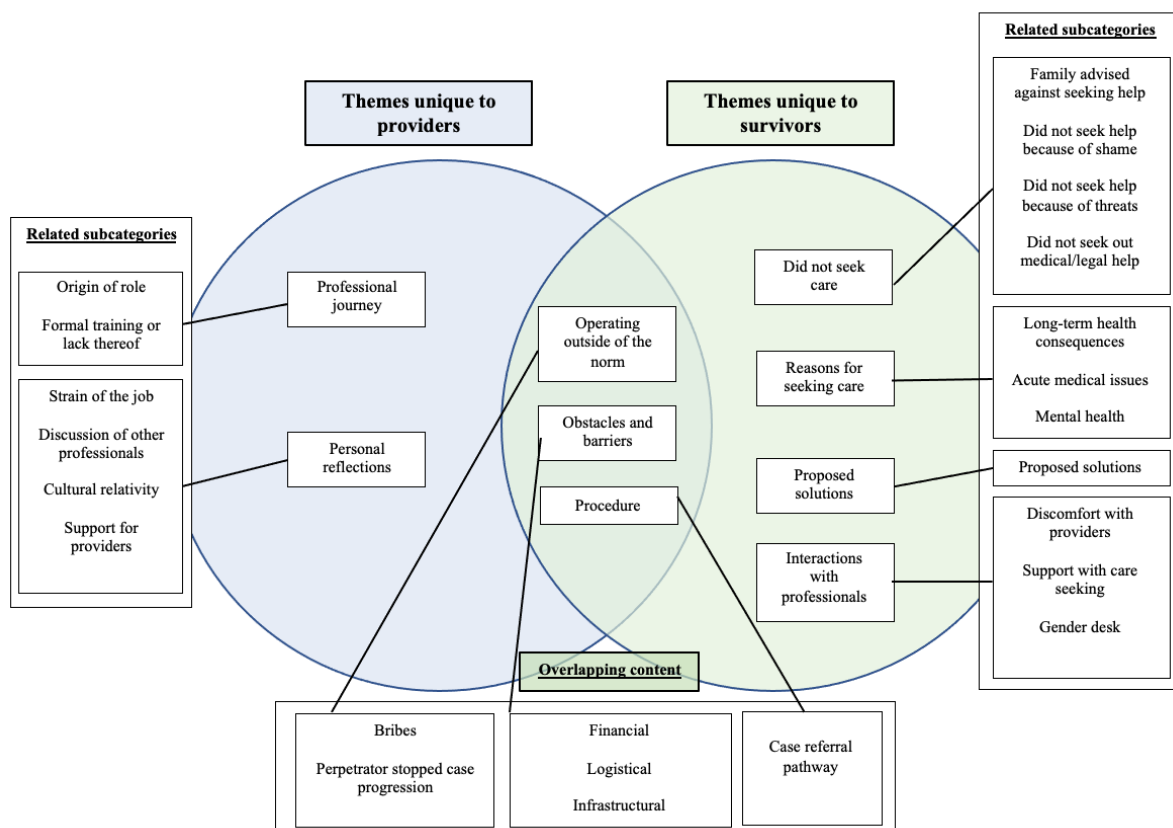 Related subcategories
Themes unique to
providers
Themes unique to
survivors
Family advised
against seeking help
Did not seek help
because of shame
Did not seek help
because of threats
Did not seek out
medical/legal help
Related subcategories
Origin of role
Formal training or
lack thereof
Professional
journey
Did not seek
care
Operating
outside of the
norm
Reasons for
seeking care
Long-term health
consequences
Acute medical issues
Mental health
Strain of the job
Discussion of other
professionals
Cultural relativity
Support for
providers
Personal
reflections
Obstacles and
barriers
Procedure
Proposed
solutions
Proposed solutions
Interactions
with
professionals
Discomfort with
providers
Support with care
seeking
Gender desk
Overlapping content
Bribes
Perpetrator stopped case
progression
Financial
Logistical
Infrastructural
Case referral
pathway